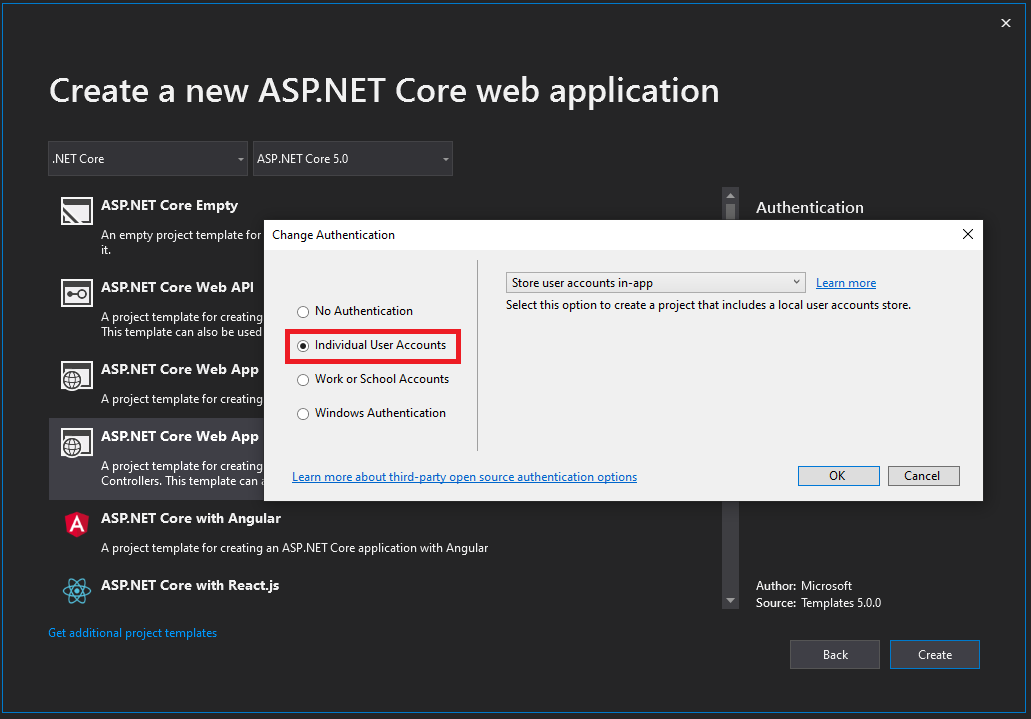 Create a new ASP.NET Core web application
.NET Core
ASP.NET Core 5.0
ASP.NET Core Empty
An empty project template for
it.
ASP.NET Core Web API
A project template for creating
This template can also be used
ASP.NET Core Web App
A project template for creating
ASP.NET Core Web App
A project template for creating
Controllers. This template can a
ASP.NET Core with Angular
A project template for creating an ASP.NET Core application with Angular
ASP.NET Core with React.js
Get additional project templates
Authentication
Change Authentication
No Authentication
Individual User Accounts
Work or School Accounts
Windows Authentication
Store user accounts in-app
Learn more
Select this option to create a project that includes a local user accounts store.
Learn more about third-party open source authentication options
OK
Cancel
Author: Microsoft
Source: Templates 5.0.0
Back
Create